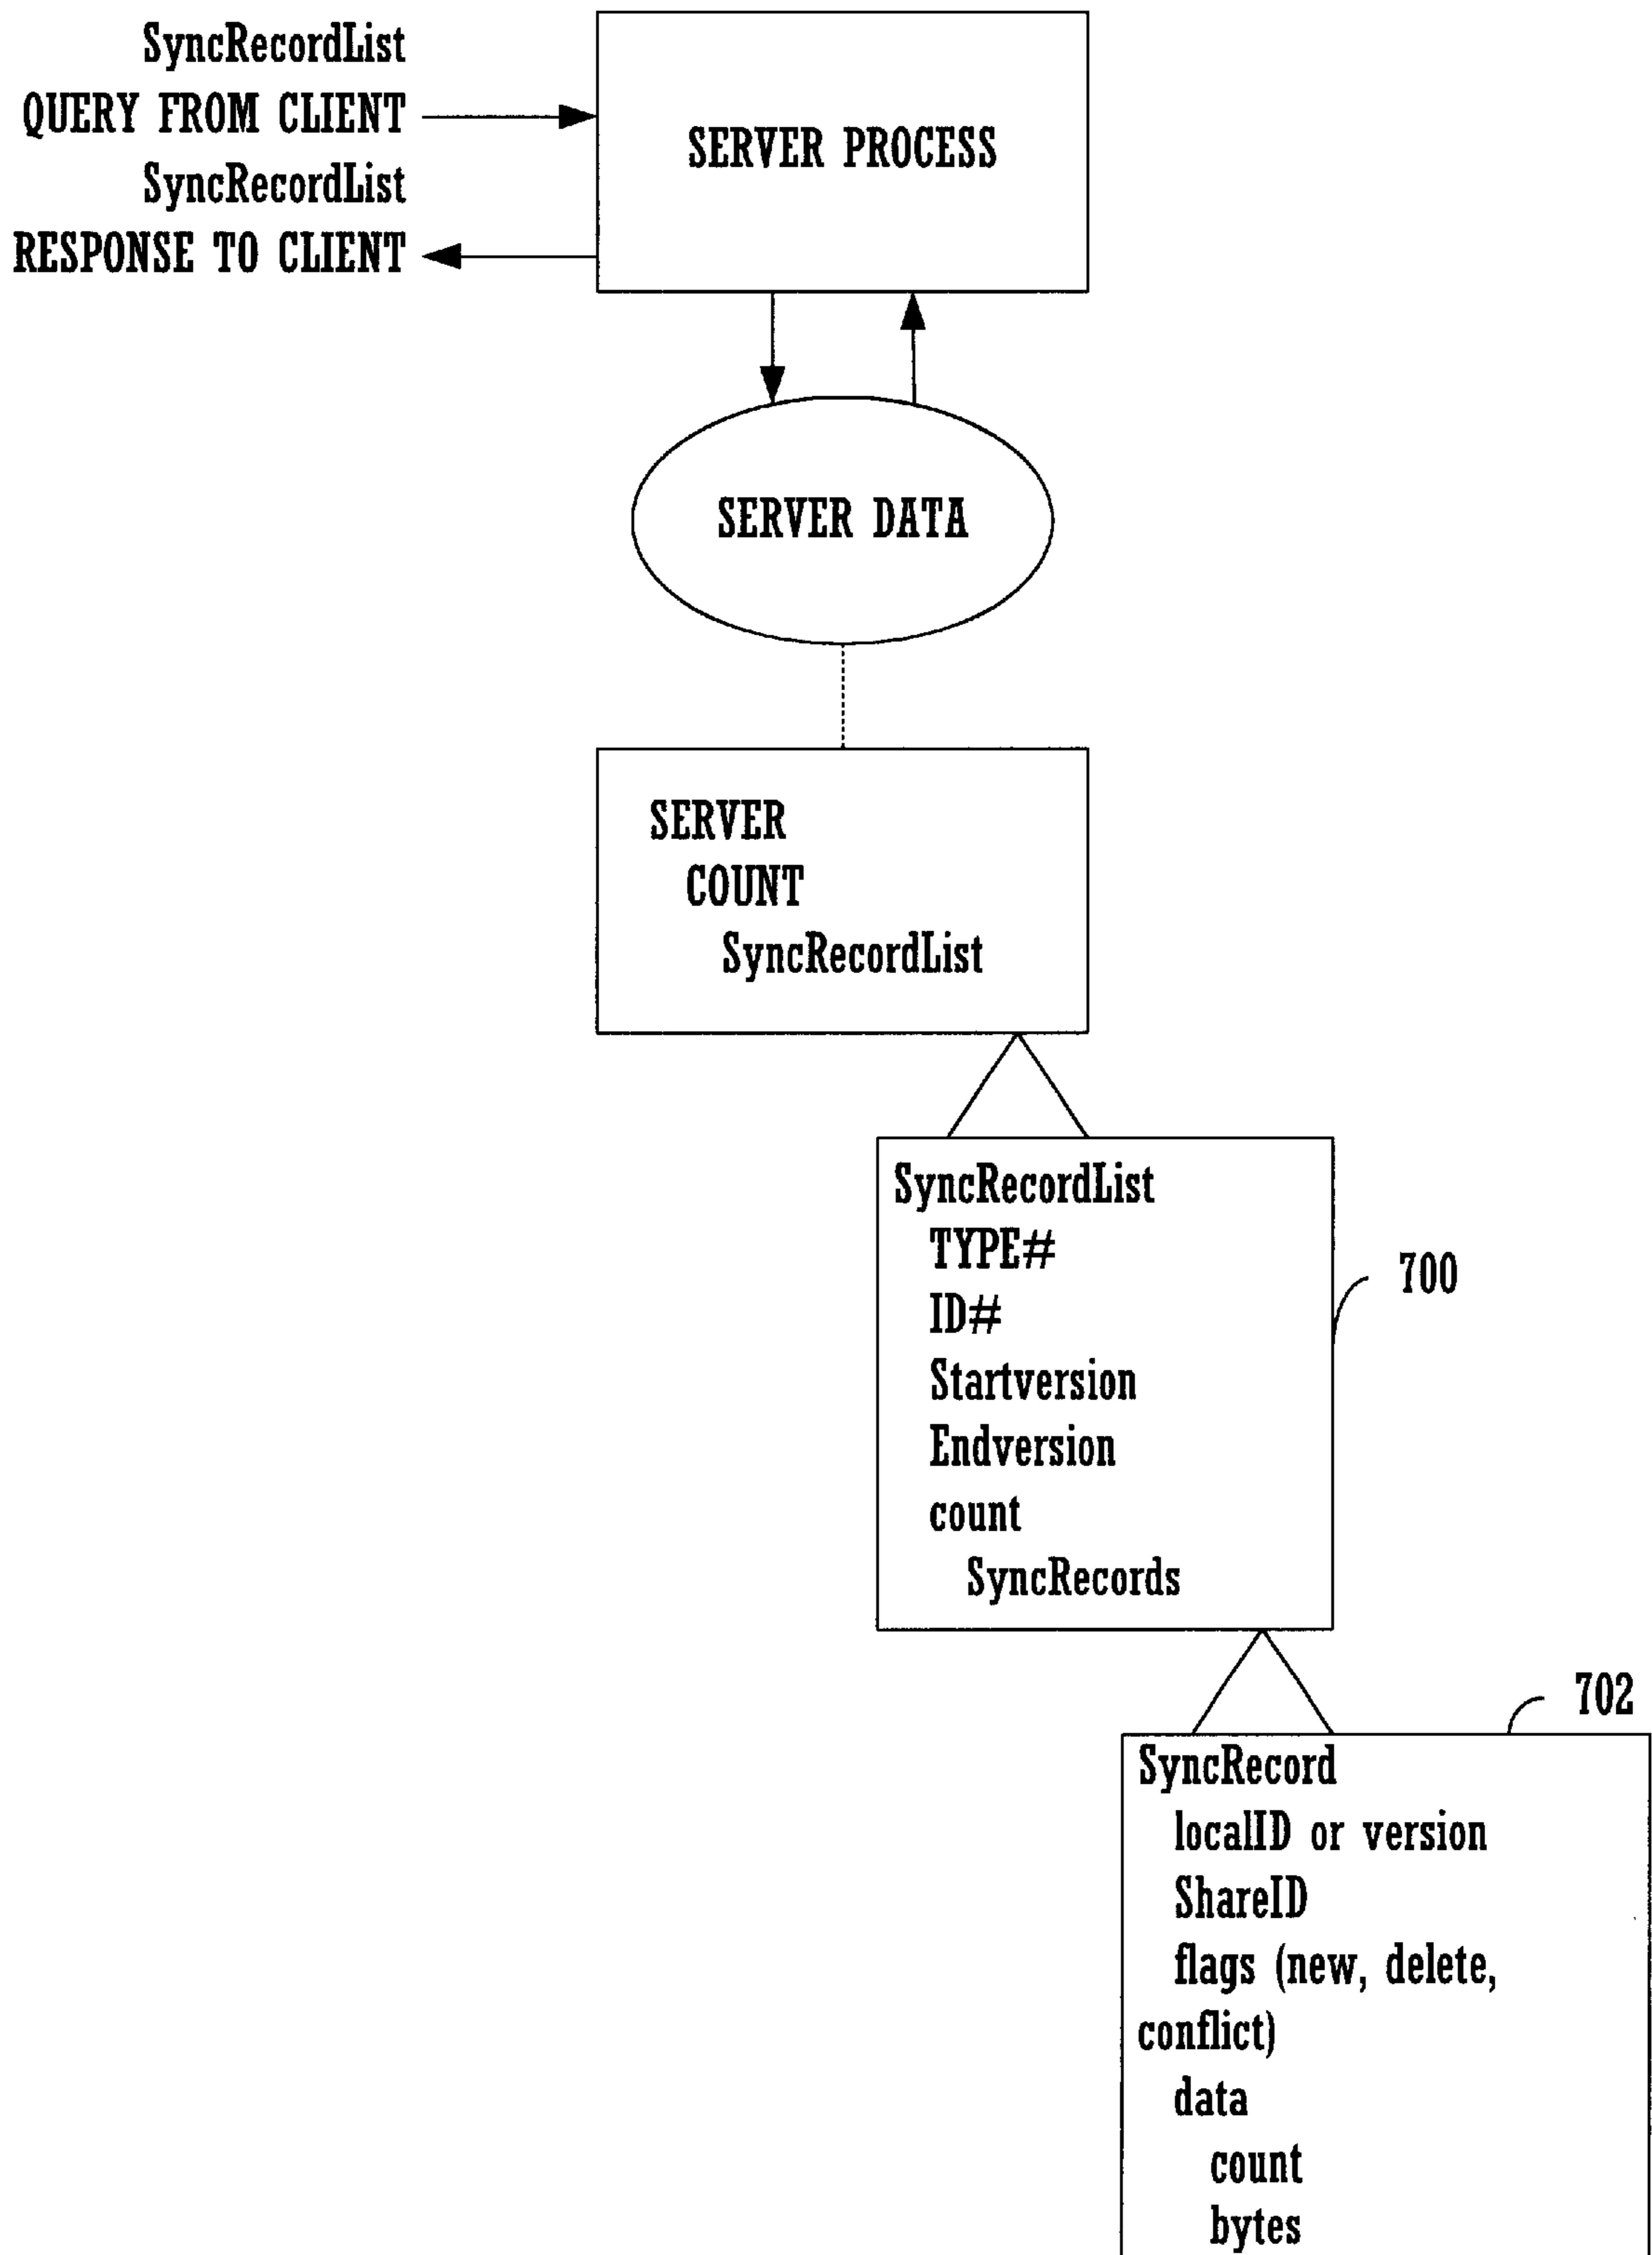 SyncRecordList
QUERY FROM CLIENT
SyncRecordList
RESPONSE TO CLIENT
SERVER PROCESS
SERVER DATA
SERVER
COUNT
SyncRecordList
SyncRecordList
TYPE#
ID#
Startversion
Endversion
count
SyncRecords
700
702
SyncRecord
localID or version
ShareID
flags (new, delete,
conflict)
data
count
bytes